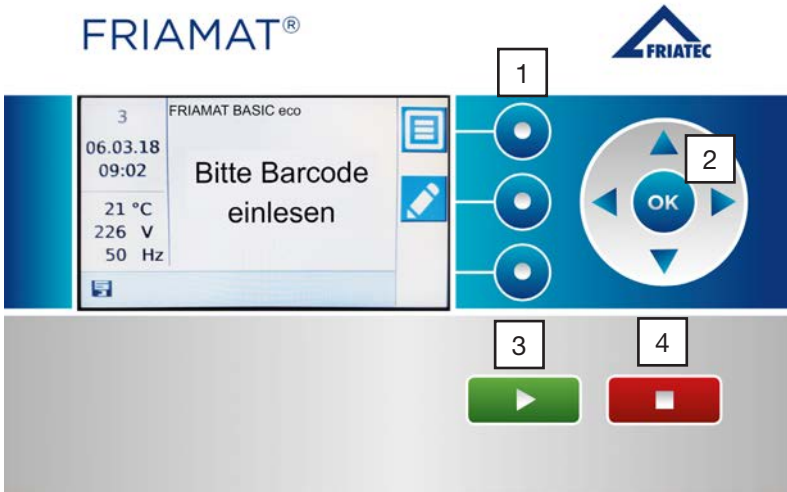 FRIAMAT®
FRIATEC
1
3
FRIAMAT BASIC eco
06.03.18
09:02
Bitte Barcode
einlesen
21 °C
226 V
50 Hz
2
OK
3
4